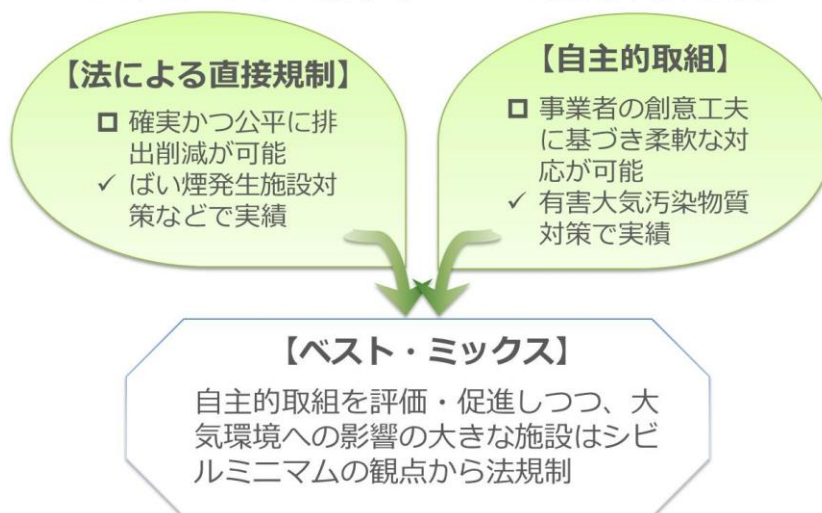 【法による直接規制】
□ 確実かつ公平に排
出削減が可能
✓ ばい煙発生施設対
策などで実績
【自主的取組】
□ 事業者の創意工夫
に基づき柔軟な対
応が可能
✓ 有害大気汚染物質
対策で実績
【ベスト・ミックス】
自主的取組を評価・促進しつつ、大
気環境への影響の大きな施設はシビ
ルミニマムの観点から法規制